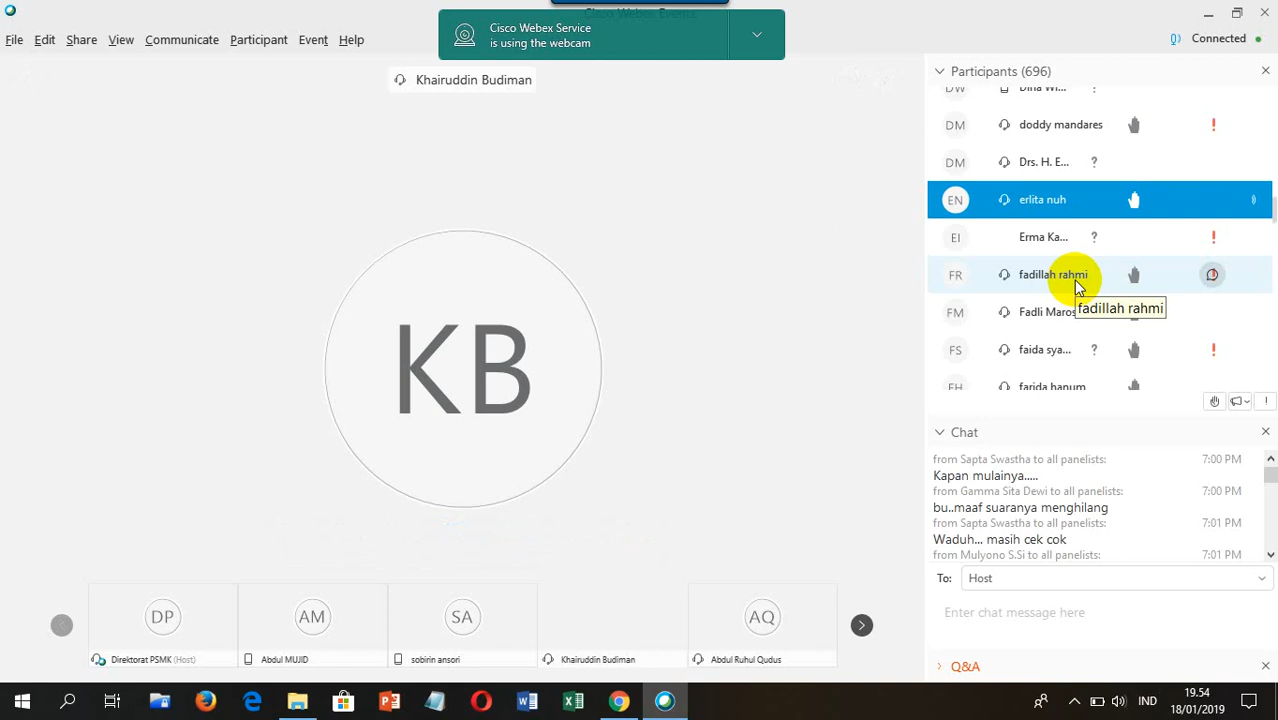 Cisco Webex Events
Cisco Webex Service
is using the webcam
File Edit Share View Communicate Participant Event Help
Connected
Khairuddin Budiman
Participants (696)
DW Dina Wi... ?
DM doddy mandares !
DM Drs. H. E... ?
EN erlita nuh
EI Erma Ka... ? !
FR fadillah rahmi
fadillah rahmi
FM Fadli Maros
FS faida sya... ? !
FH farida hanum
!
KB
Chat
from Sapta Swastha to all panelists: 7:00 PM
Kapan mulainya.....
from Gamma Sita Dewi to all panelists: 7:00 PM
bu..maaf suaranya menghilang
from Sapta Swastha to all panelists: 7:01 PM
Waduh... masih cek cok
from Mulyono S.Si to all panelists: 7:01 PM
To: Host
Enter chat message here
Q&A
DP AM SA AQ
Direktorat PSMK (Host) Abdul MUJID sobirin ansori Khairuddin Budiman Abdul Ruhul Qudus
IND
19.54
18/01/2019